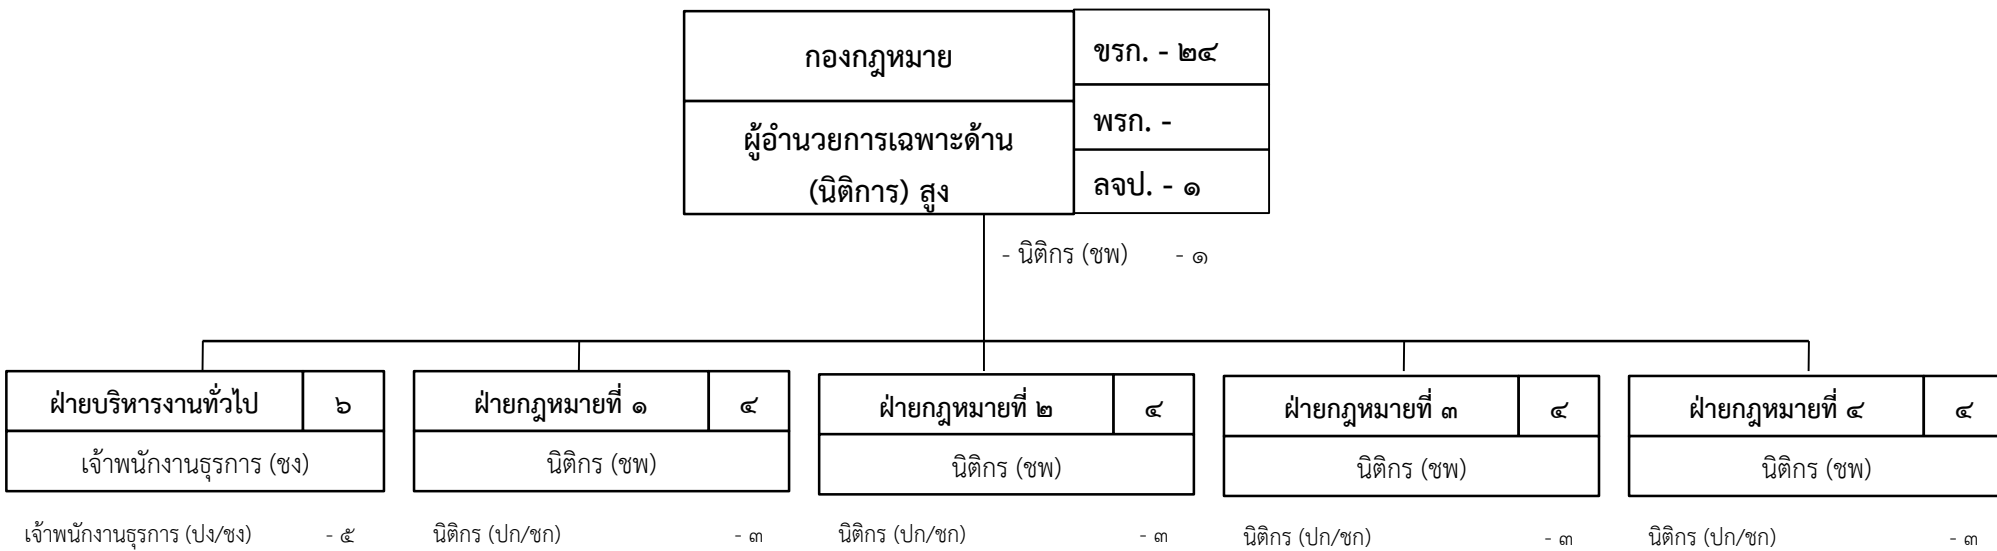 กองกฎหมาย
ขรก. - ๒๔
ผู้อำนวยการเฉพาะด้าน
(นิติการ) สูง
พรก. -
ลจป. - ๑
- นิติกร (ชพ) - ๑
ฝ่ายบริหารงานทั่วไป ๖
เจ้าพนักงานธุรการ (ชง)
เจ้าพนักงานธุรการ (ปง/ชง) - ๕
ฝ่ายกฎหมายที่ ๑ ๔
นิติกร (ชพ)
นิติกร (ปก/ชก) - ๓
ฝ่ายกฎหมายที่ ๒ ๔
นิติกร (ชพ)
นิติกร (ปก/ชก) - ๓
ฝ่ายกฎหมายที่ ๓ ๔
นิติกร (ชพ)
นิติกร (ปก/ชก) - ๓
ฝ่ายกฎหมายที่ ๔ ๔
นิติกร (ชพ)
นิติกร (ปก/ชก) - ๓